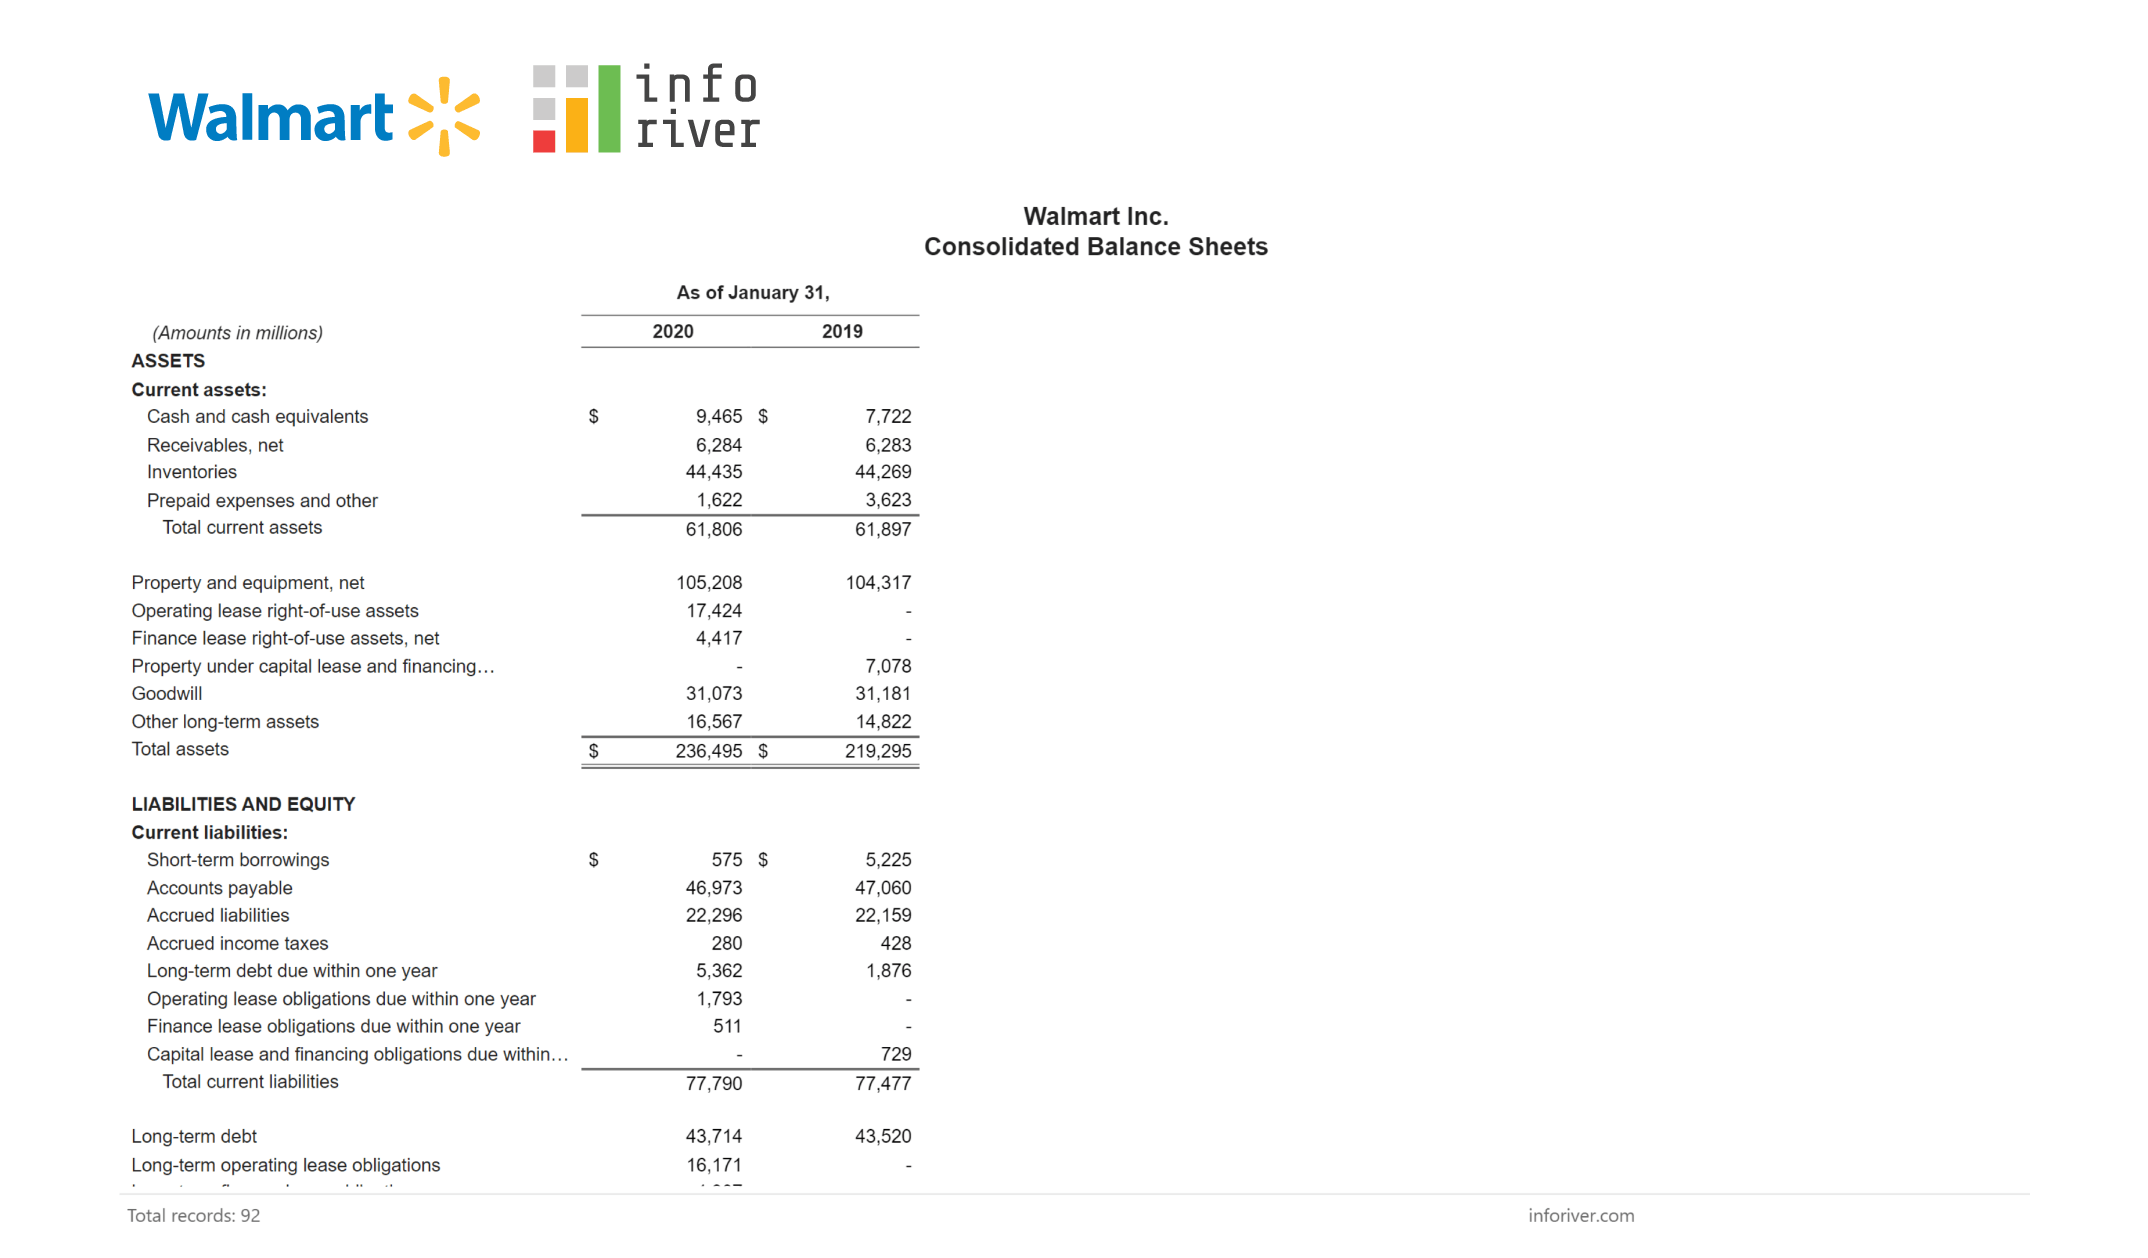 Walmart
info
river
Walmart Inc.
Consolidated Balance Sheets
As of January 31,
(Amounts in millions) 2020 2019
ASSETS
Current assets:
Cash and cash equivalents $ 9,465 $ 7,722
Receivables, net 6,284 6,283
Inventories 44,435 44,269
Prepaid expenses and other 1,622 3,623
Total current assets 61,806 61,897
Property and equipment, net 105,208 104,317
Operating lease right-of-use assets 17,424 -
Finance lease right-of-use assets, net 4,417 -
Property under capital lease and financing... - 7,078
Goodwill 31,073 31,181
Other long-term assets 16,567 14,822
Total assets $ 236,495 $ 219,295
LIABILITIES AND EQUITY
Current liabilities:
Short-term borrowings $ 575 $ 5,225
Accounts payable 46,973 47,060
Accrued liabilities 22,296 22,159
Accrued income taxes 280 428
Long-term debt due within one year 5,362 1,876
Operating lease obligations due within one year 1,793 -
Finance lease obligations due within one year 511 -
Capital lease and financing obligations due within... - 729
Total current liabilities 77,790 77,477
Long-term debt 43,714 43,520
Long-term operating lease obligations 16,171 -
Total records: 92 inforiver.com